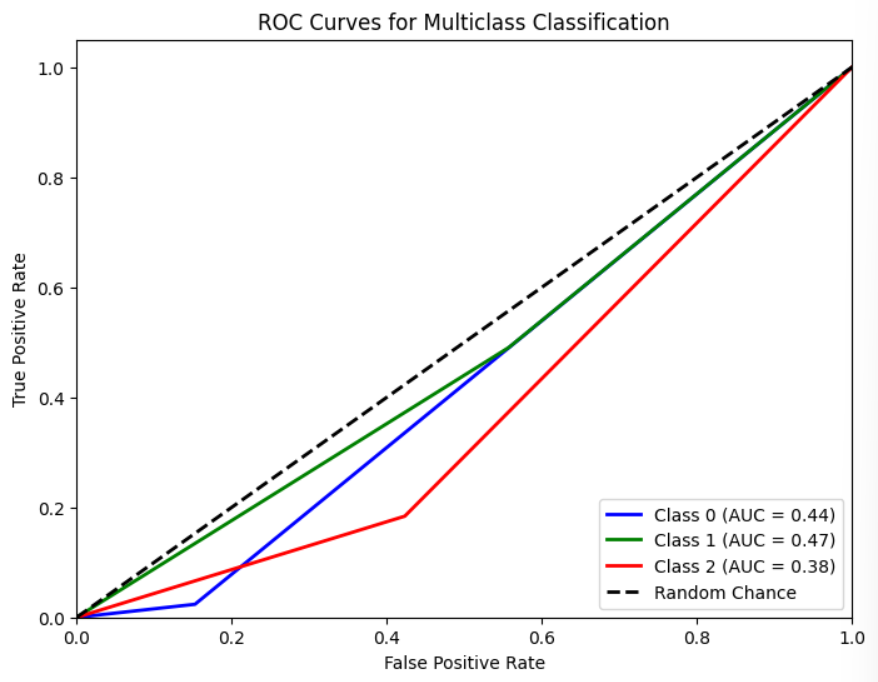 ROC Curves for Multiclass Classification
True Positive Rate
1.0
0.8
0.6
0.4
0.2
0.0
Class 0 (AUC = 0.44)
Class 1 (AUC = 0.47)
Class 2 (AUC = 0.38)
Random Chance
0.0 0.2 0.4 0.6 0.8 1.0
False Positive Rate